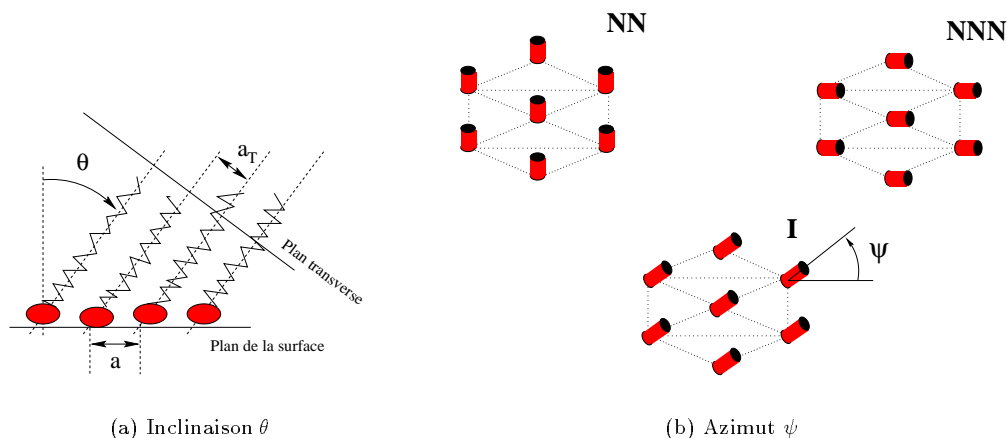 NN
NNN
a_T
θ
I
ψ
Plan transverse
Plan de la surface
a
(a) Inclinaison θ
(b) Azimut ψ